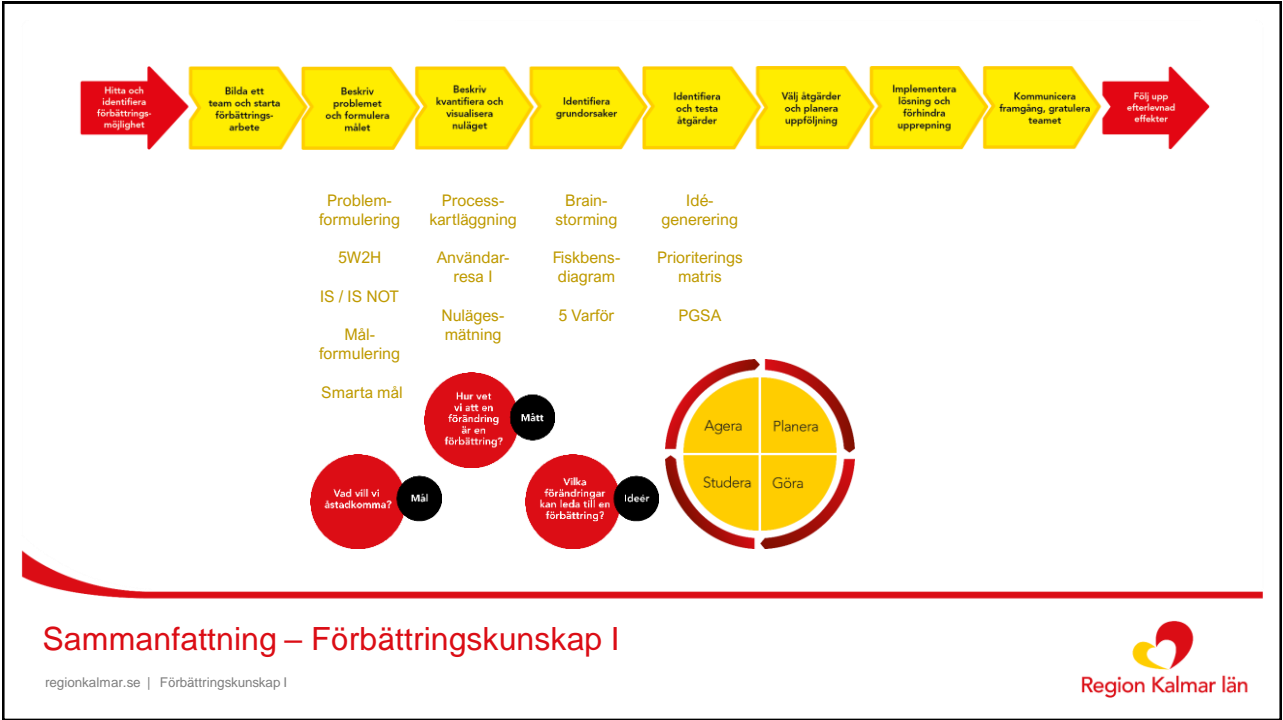 Hitta och
identifiera
förbättrings-
möjlighet
Bilda ett
team och starta
förbättrings-
arbete
Beskriv
problemet
och formulera
målet
Beskriv
kvantifiera och
visualisera
nuläget
Identifiera
grundorsaker
Identifiera
och testa
åtgärder
Välj åtgärder
och planera
uppföljning
Implementera
lösning och
förhindra
upprepning
Kommunicera
framgång, gratulera
teamet
Följ upp
efterlevnad
effekter
Problem-
formulering
5W2H
IS / IS NOT
Mål-
formulering
Smarta mål
Process-
kartläggning
Användar-
resa I
Nuläges-
mätning
Brain-
storming
Fiskbens-
diagram
5 Varför
Idé-
generering
Prioriterings
matris
PGSA
Vad vill vi
åstadkomma?
Mål
Hur vet
vi att en
förändring
är en
förbättring?
Mått
Vilka
förändringar
kan leda till en
förbättring?
Ideér
Agera
Planera
Studera
Göra
Sammanfattning – Förbättringskunskap I
regionkalmar.se | Förbättringskunskap I
Region Kalmar län